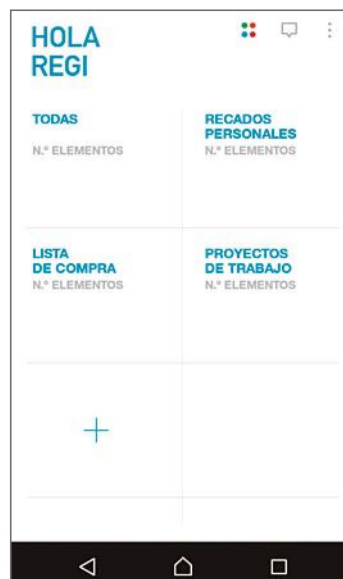 HOLA
REGI
TODAS
N.º ELEMENTOS
RECADOS
PERSONALES
N.º ELEMENTOS
LISTA
DE COMPRA
N.º ELEMENTOS
PROYECTOS
DE TRABAJO
N.º ELEMENTOS